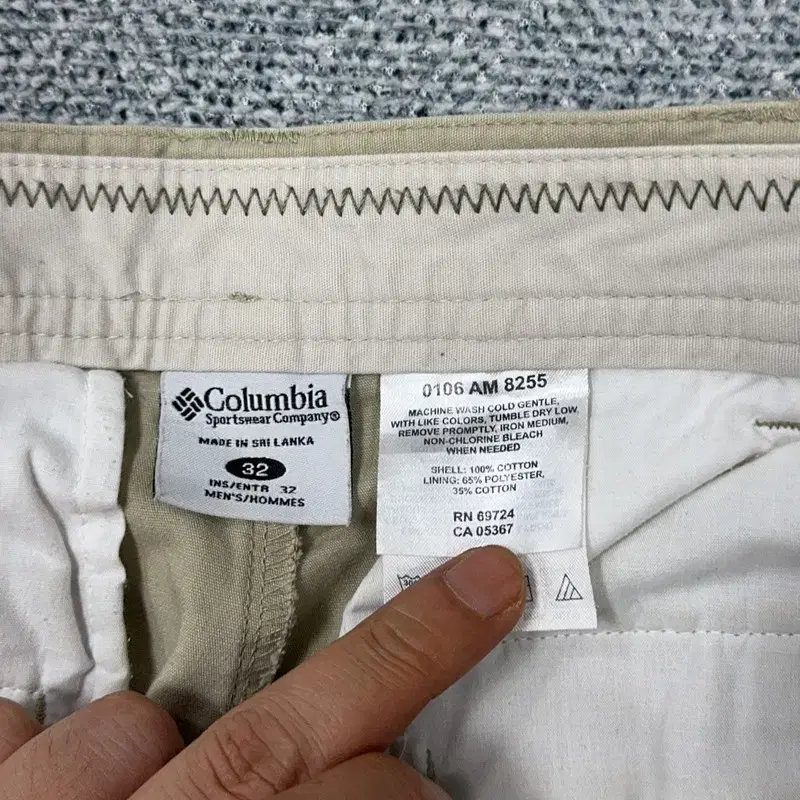 Columbia
Sportswear Company®
MADE IN SRI LANKA
32
INS/ENTR 32
MEN'S/HOMMES
0106 AM 8255
MACHINE WASH COLD GENTLE,
WITH LIKE COLORS, TUMBLE DRY LOW,
REMOVE PROMPTLY, IRON MEDIUM,
NON-CHLORINE BLEACH
WHEN NEEDED
SHELL: 100% COTTON
LINING: 65% POLYESTER,
35% COTTON
RN 69724
CA 05367